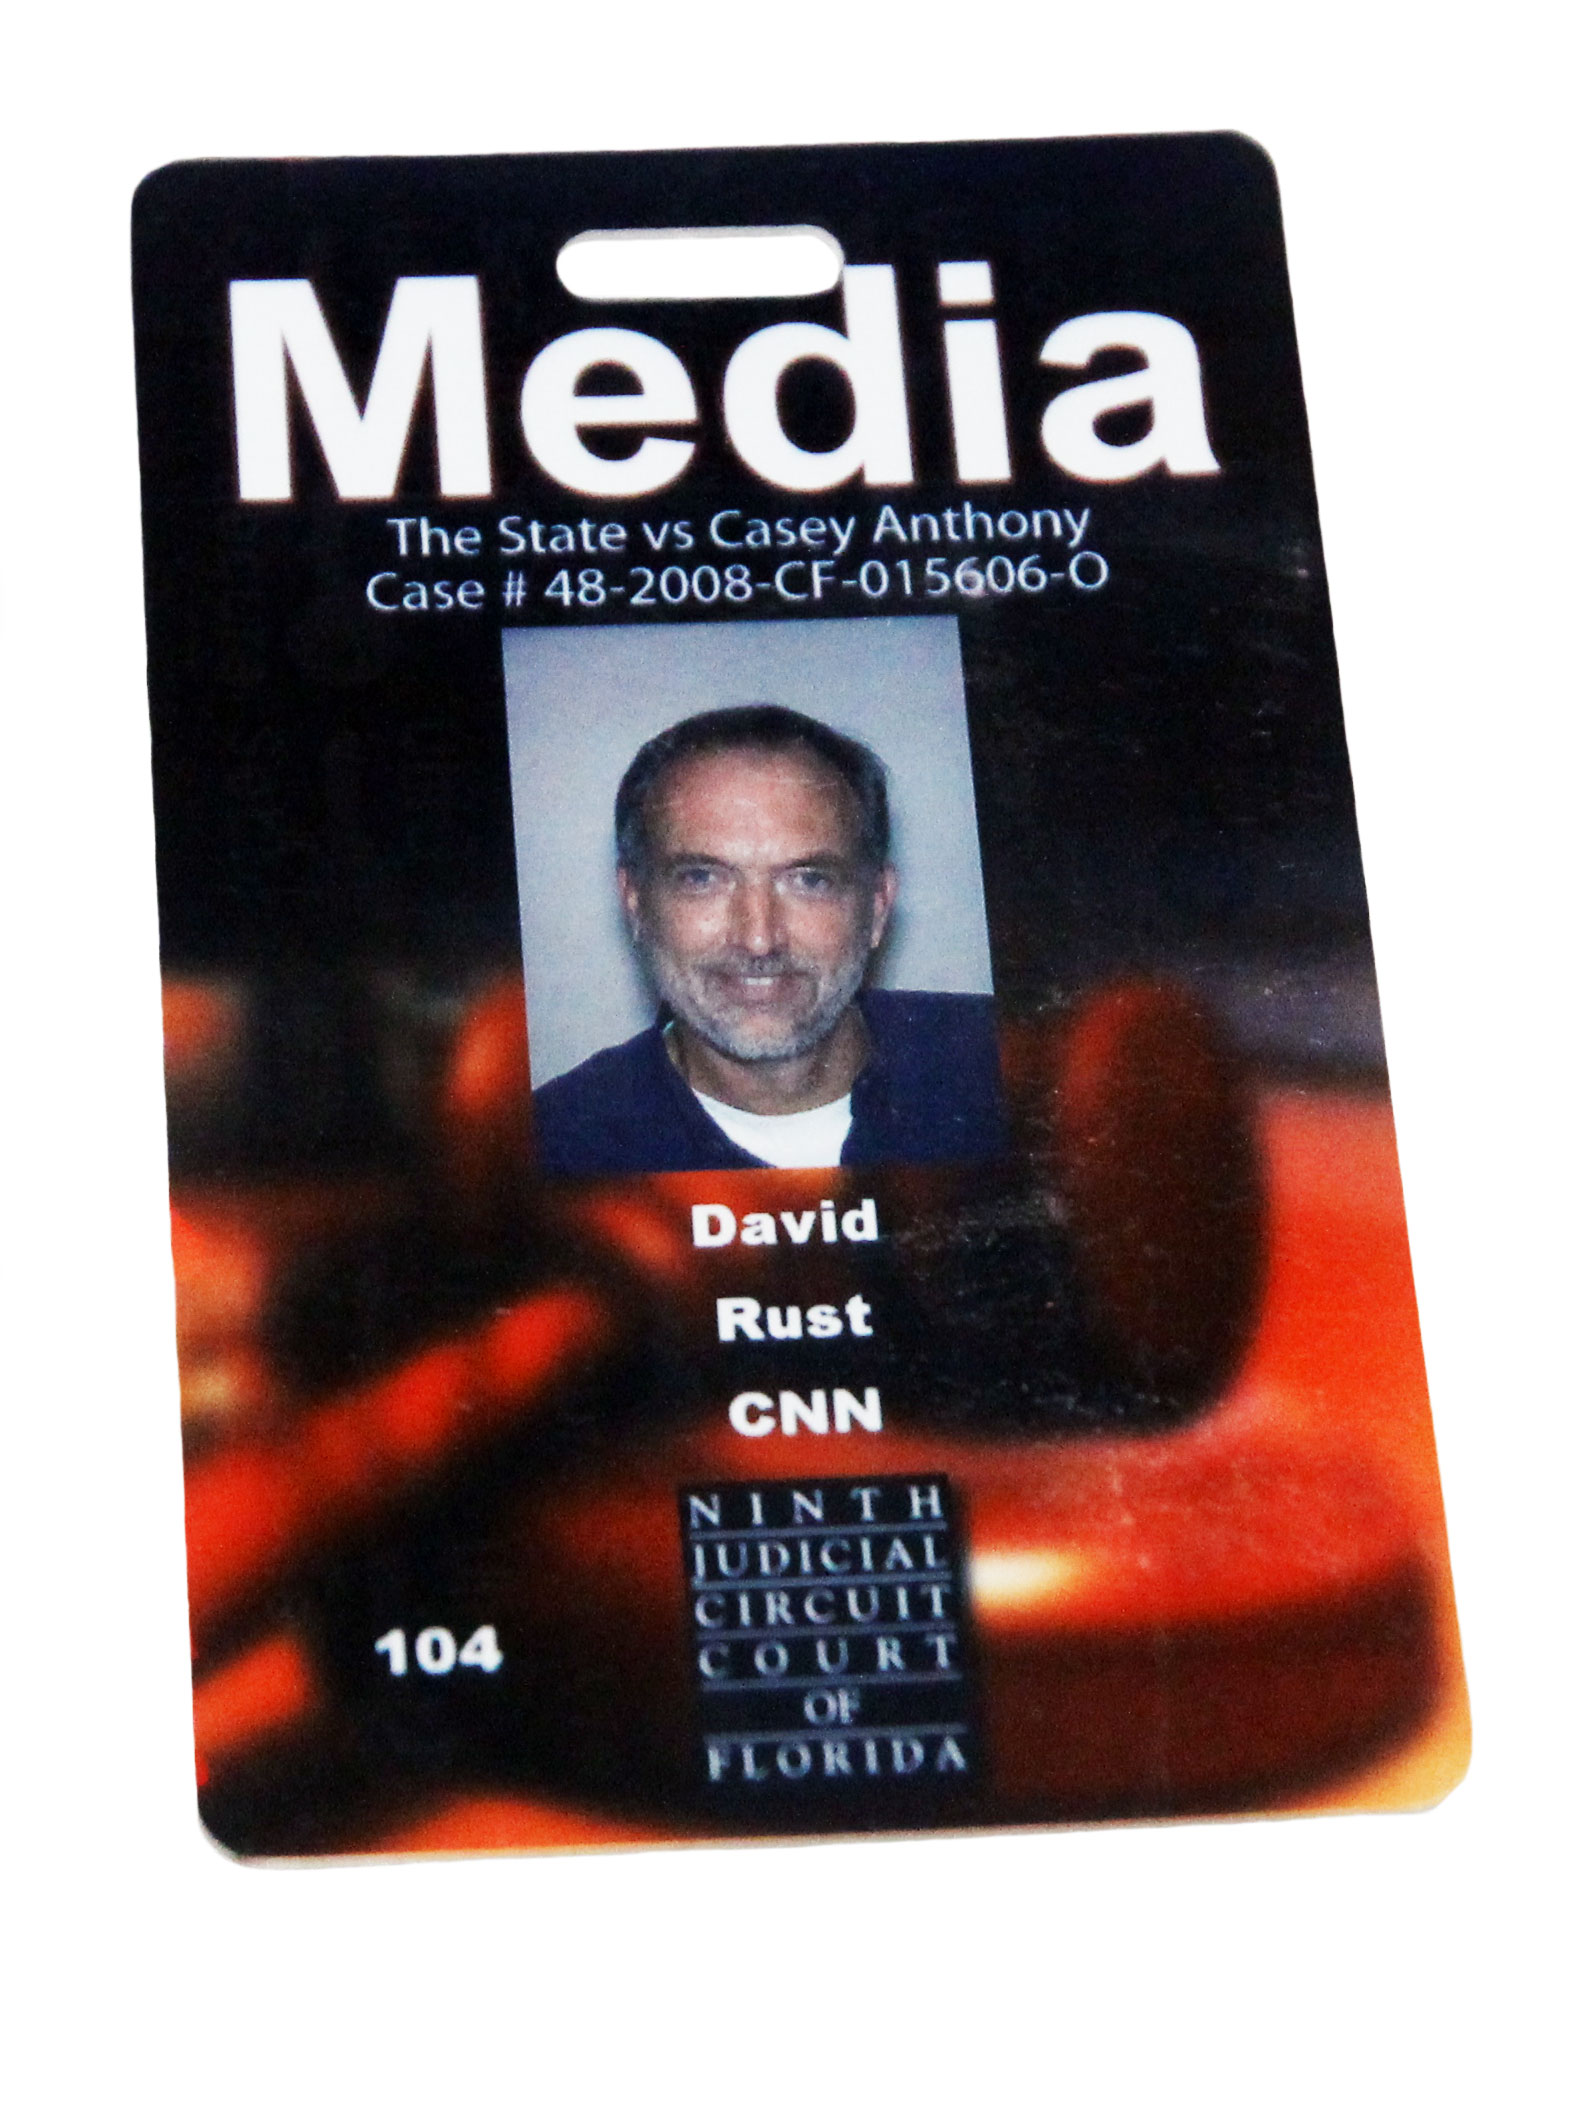 Media
The State vs Casey Anthony
Case # 48-2008-CF-015606-O
David
Rust
CNN
NINTH
JUDICIAL
CIRCUIT
COURT
OF
FLORIDA
104